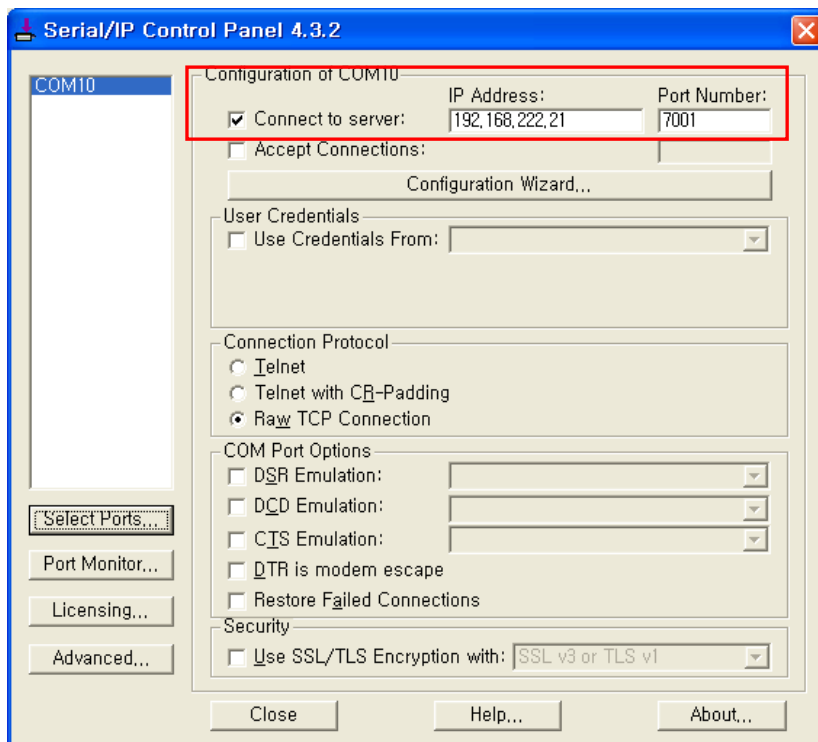 Serial/IP Control Panel 4.3.2
COM10
Configuration of COM10
IP Address: Port Number:
Connect to server: 192,168,222,21 7001
Accept Connections:
Configuration Wizard,,,
User Credentials
Use Credentials From:
Connection Protocol
Telnet
Telnet with CR-Padding
Raw TCP Connection
COM Port Options
DSR Emulation:
DCD Emulation:
CTS Emulation:
DTR is modem escape
Restore Failed Connections
Security
Use SSL/TLS Encryption with: SSL v3 or TLS v1
Select Ports,,,
Port Monitor,,,
Licensing,,,
Advanced,,,
Close Help,,, About,,,